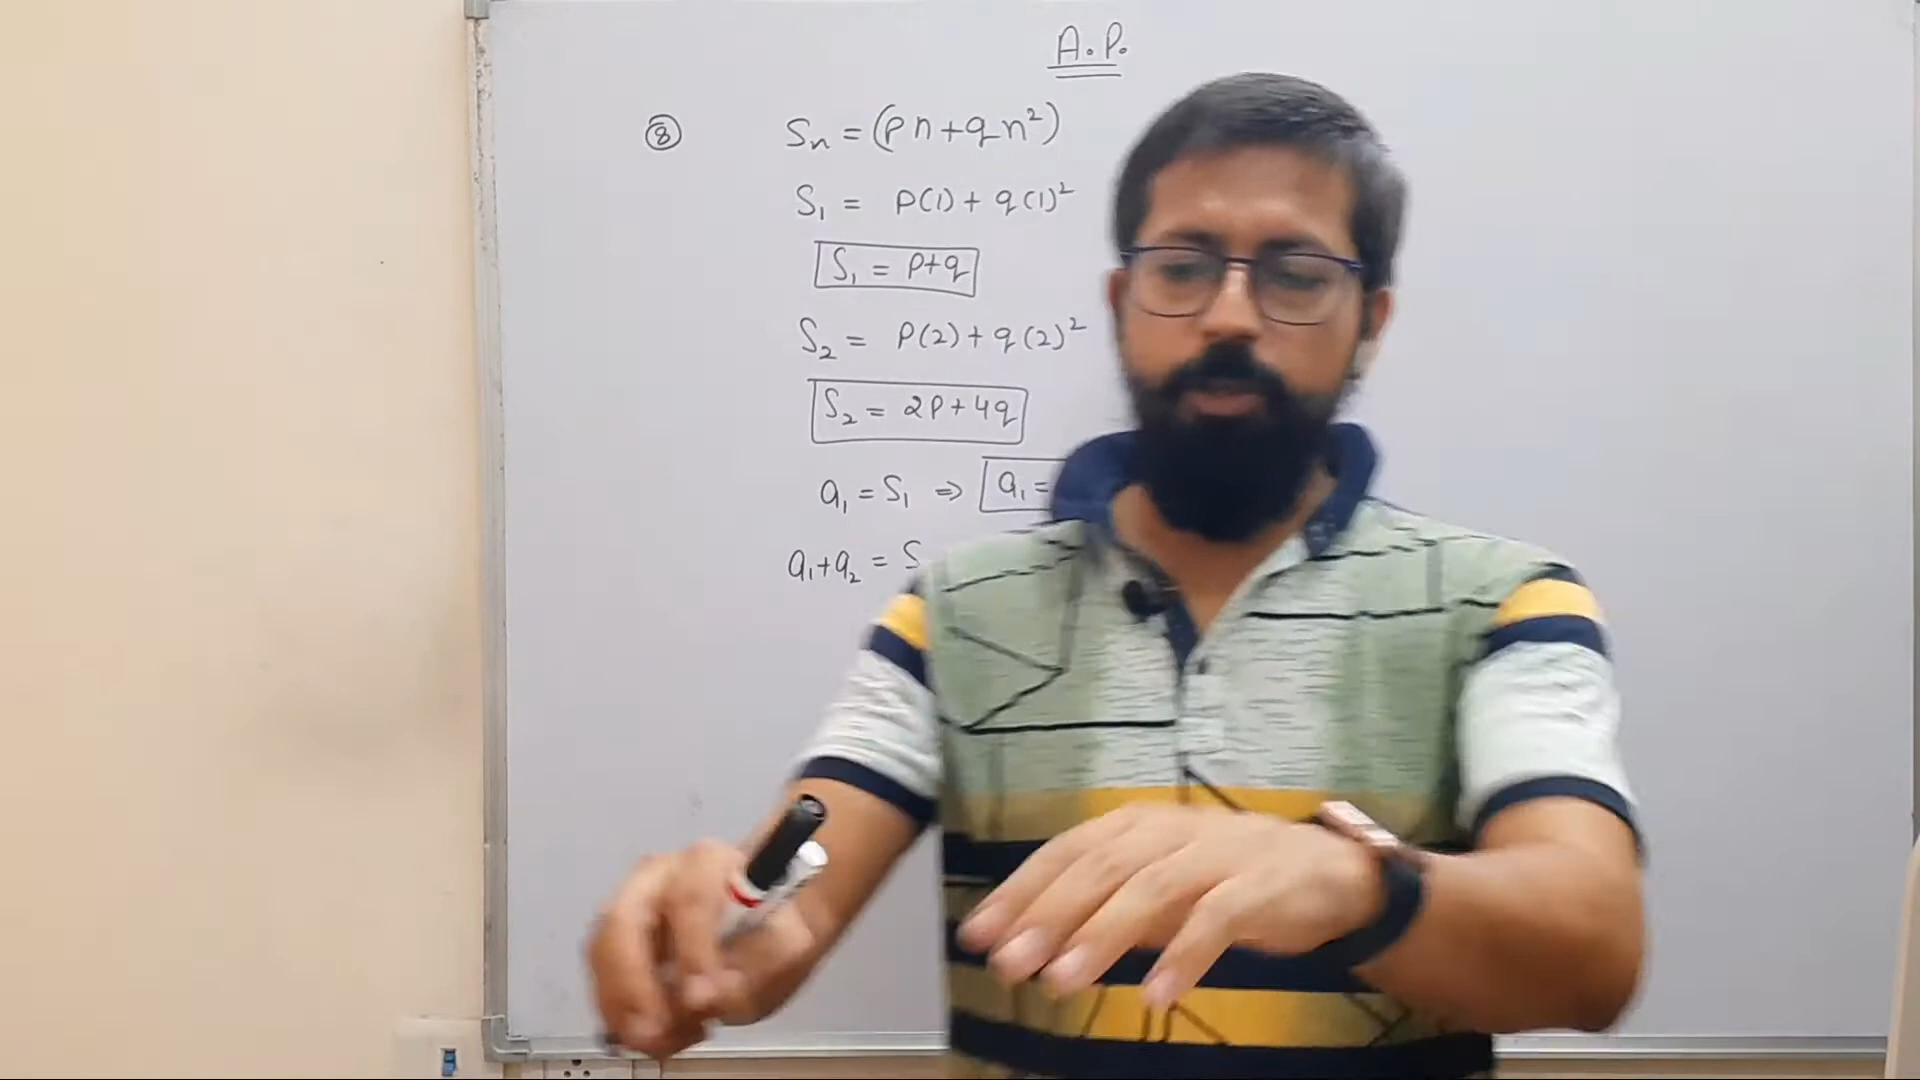 A.P.
⑧ Sₙ = (pn+qn²)
S₁ = p(1) + q(1)²
S₁ = p+q
S₂ = p(2) + q(2)²
S₂ = 2p+4q
a₁ = S₁ ⇒ a₁ =
a₁+a₂ = S